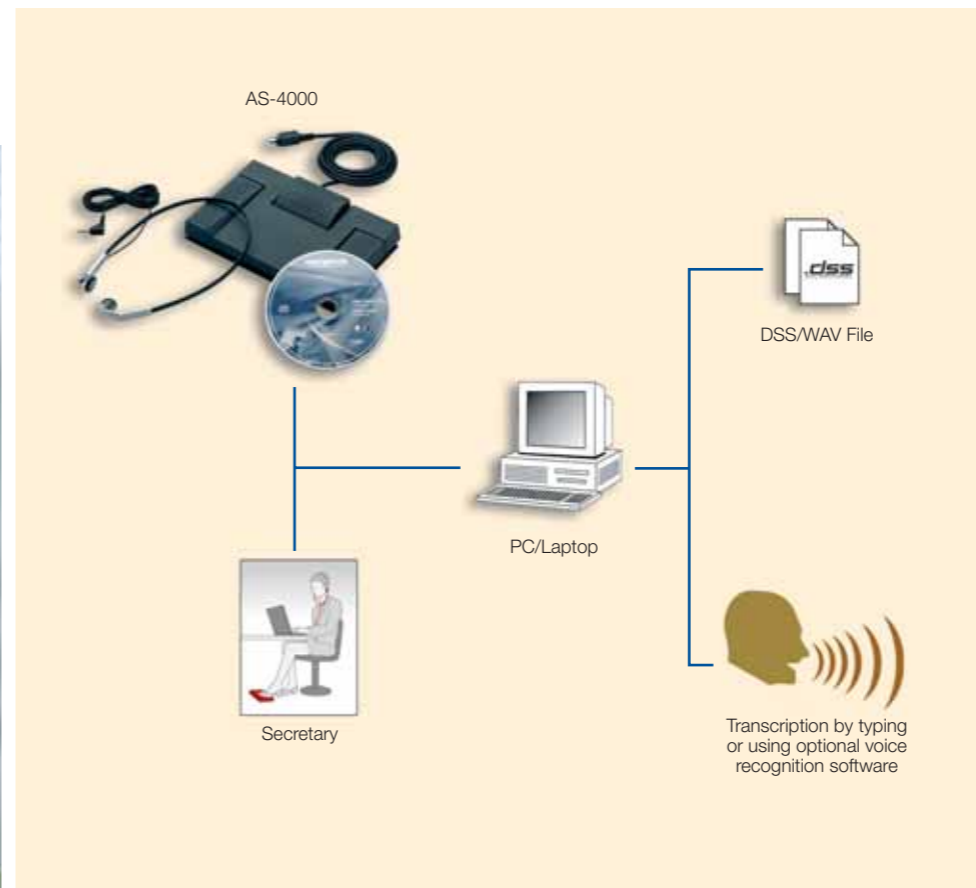 AS-4000
.dss
DSS/WAV File
PC/Laptop
Secretary
Transcription by typing
or using optional voice
recognition software